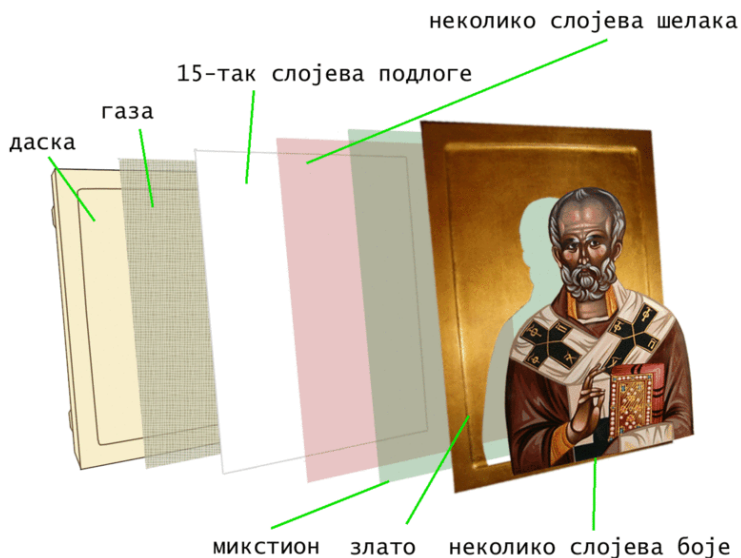 неколико слојева шелака
15-так слојева подлоге
газа
даска
микстион
злато
неколико слојева боје